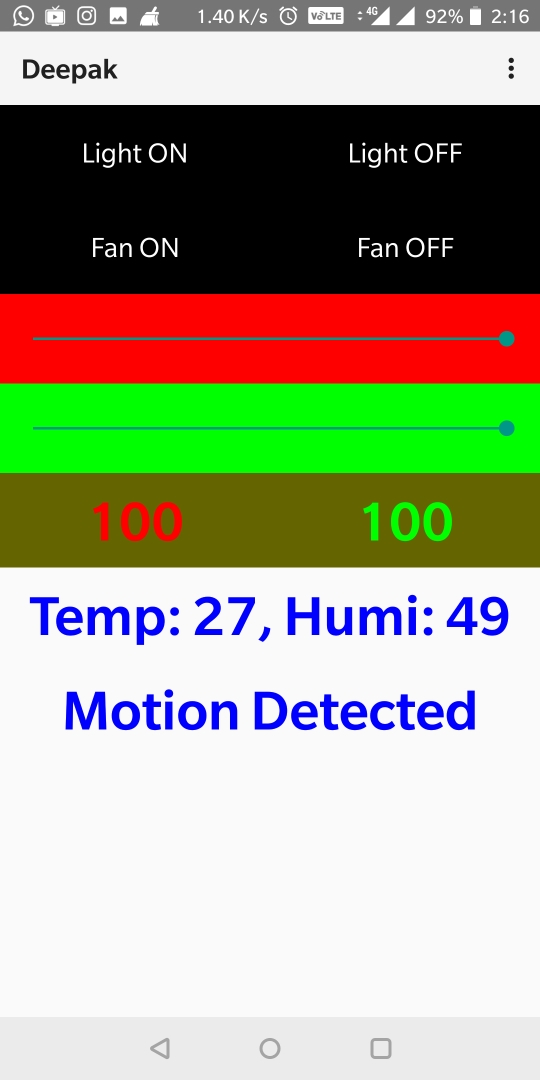 1.40 K/s VoLTE 4G 92% 2:16
Deepak
Light ON Light OFF
Fan ON Fan OFF
100 100
Temp: 27, Humi: 49
Motion Detected